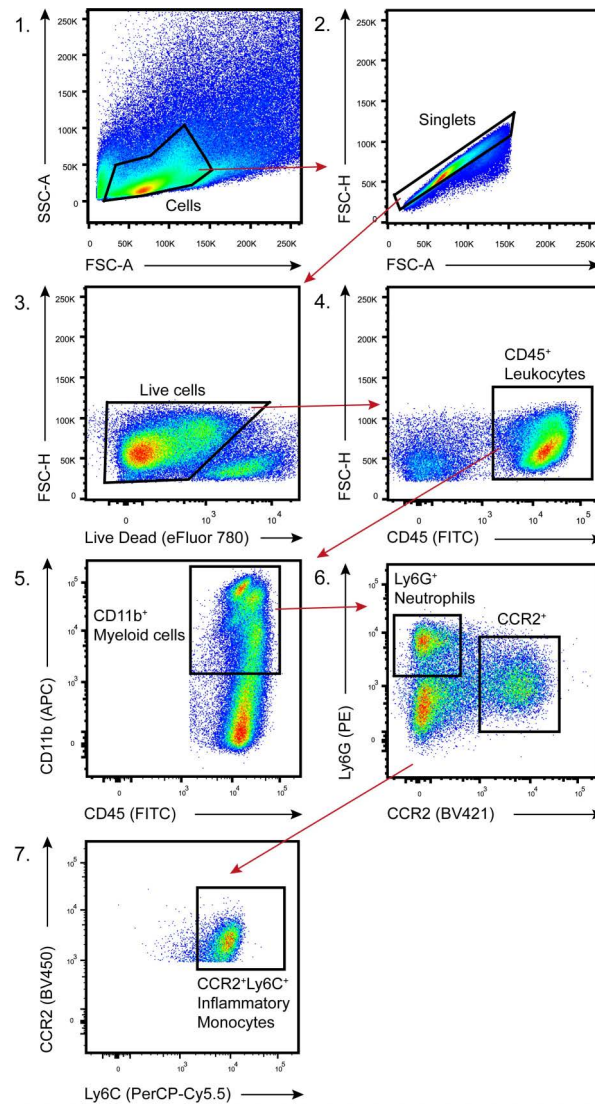 1.
250K
200K
150K
100K
50K
0
SSC-A
Cells
0 50K 100K 150K 200K 250K
FSC-A
2.
250K
200K
150K
100K
50K
0
FSC-H
Singlets
0 50K 100K 150K 200K 250K
FSC-A
3.
250K
200K
150K
100K
50K
0
FSC-H
Live cells
0 10³ 10⁴
Live Dead (eFluor 780)
4.
250K
200K
150K
100K
50K
0
FSC-H
CD45⁺
Leukocytes
0 10³ 10⁴ 10⁵
CD45 (FITC)
5.
10⁵
10⁴
10³
0
CD11b (APC)
CD11b⁺
Myeloid cells
0 10³ 10⁴ 10⁵
CD45 (FITC)
6.
10⁵
10⁴
10³
0
Ly6G (PE)
Ly6G⁺
Neutrophils
CCR2⁺
0 10³ 10⁴ 10⁵
CCR2 (BV421)
7.
10⁵
10⁴
10³
0
CCR2 (BV450)
CCR2⁺Ly6C⁺
Inflammatory
Monocytes
0 10³ 10⁴ 10⁵
Ly6C (PerCP-Cy5.5)